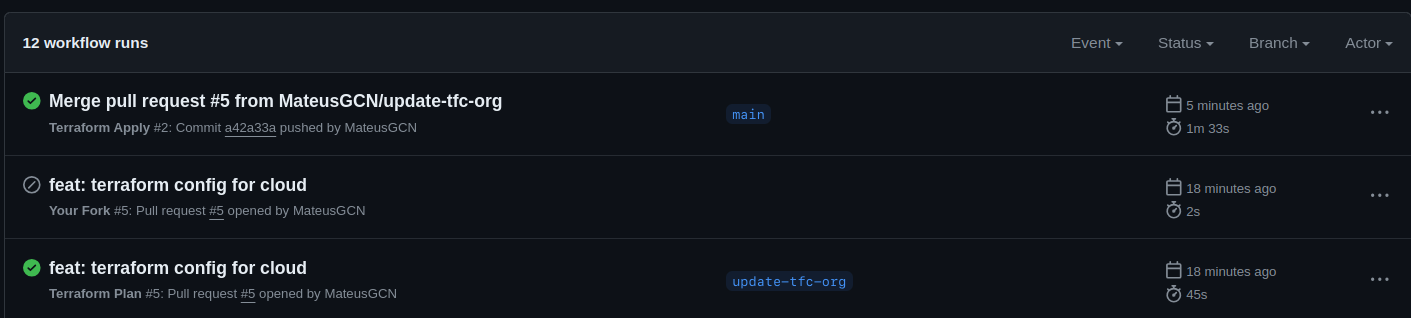 12 workflow runs Event Status Branch Actor
Merge pull request #5 from MateusGCN/update-tfc-org
Terraform Apply #2: Commit a42a33a pushed by MateusGCN
main
5 minutes ago
1m 33s
feat: terraform config for cloud
Your Fork #5: Pull request #5 opened by MateusGCN
18 minutes ago
2s
feat: terraform config for cloud
Terraform Plan #5: Pull request #5 opened by MateusGCN
update-tfc-org
18 minutes ago
45s